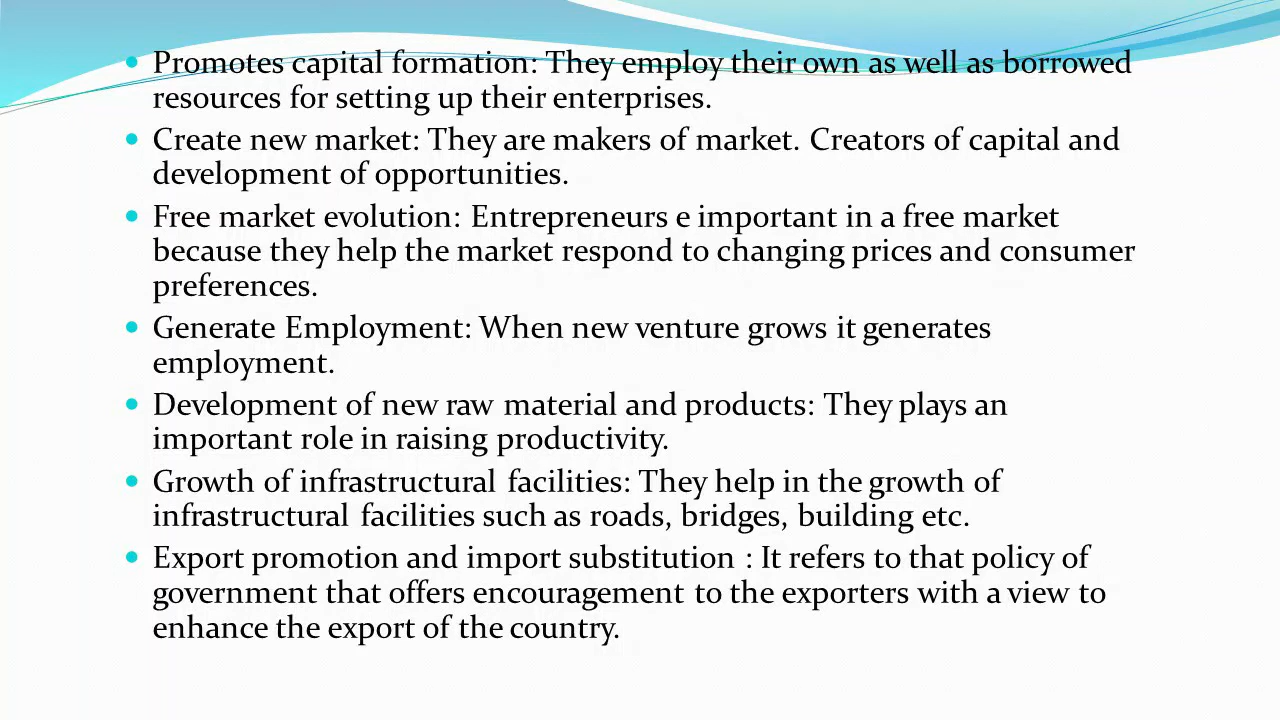 • Promotes capital formation: They employ their own as well as borrowed
resources for setting up their enterprises.
• Create new market: They are makers of market. Creators of capital and
development of opportunities.
• Free market evolution: Entrepreneurs e important in a free market
because they help the market respond to changing prices and consumer
preferences.
• Generate Employment: When new venture grows it generates
employment.
• Development of new raw material and products: They plays an
important role in raising productivity.
• Growth of infrastructural facilities: They help in the growth of
infrastructural facilities such as roads, bridges, building etc.
• Export promotion and import substitution : It refers to that policy of
government that offers encouragement to the exporters with a view to
enhance the export of the country.